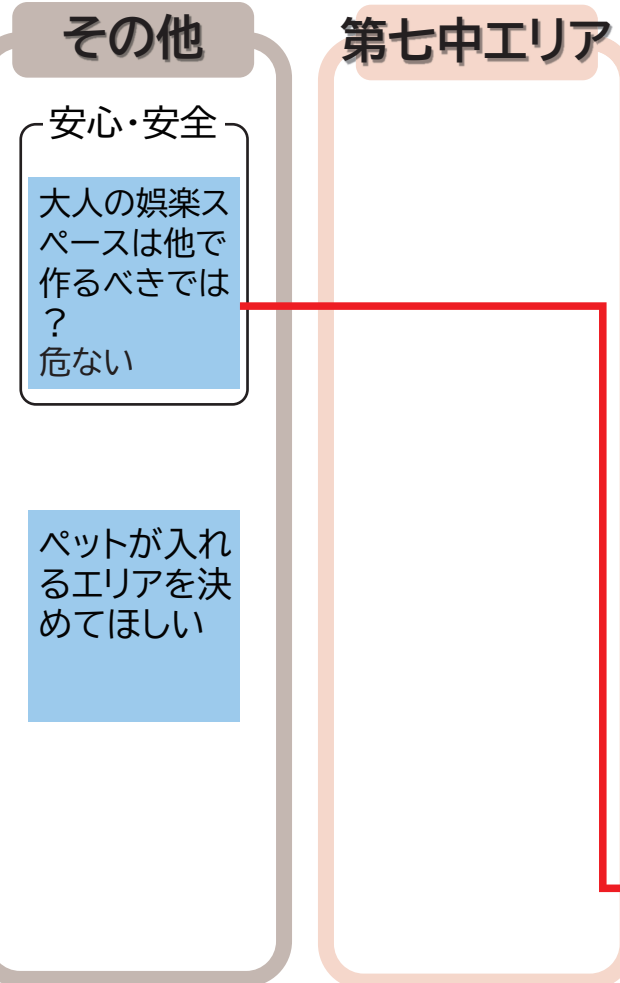 その他
安心・安全
大人の娯楽ス
ペースは他で
作るべきでは
?
危ない
ペットが入れ
るエリアを決
めてほしい
第七中エリア